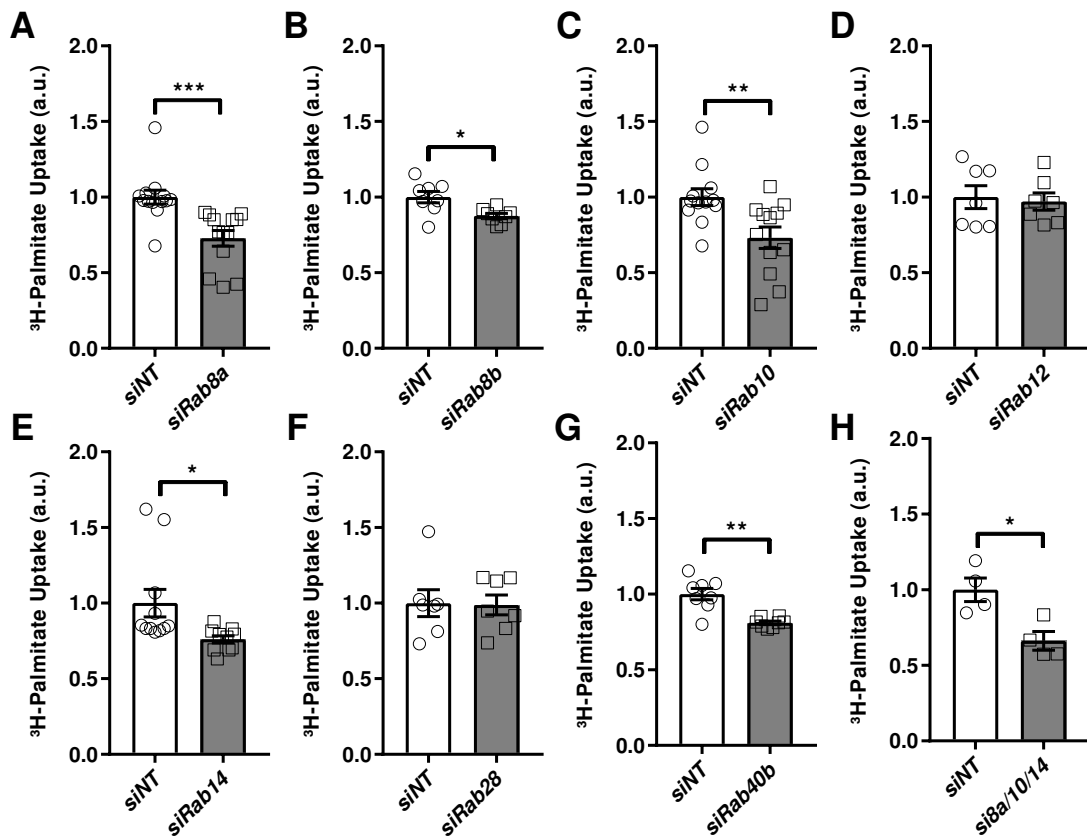 A
³H-Palmitate Uptake (a.u.)
2.0
1.5
1.0
0.5
0.0
***
siNT
siRab8a
B
³H-Palmitate Uptake (a.u.)
2.0
1.5
1.0
0.5
0.0
*
siNT
siRab8b
C
³H-Palmitate Uptake (a.u.)
2.0
1.5
1.0
0.5
0.0
**
siNT
siRab10
D
³H-Palmitate Uptake (a.u.)
2.0
1.5
1.0
0.5
0.0
siNT
siRab12
E
³H-Palmitate Uptake (a.u.)
2.0
1.5
1.0
0.5
0.0
*
siNT
siRab14
F
³H-Palmitate Uptake (a.u.)
2.0
1.5
1.0
0.5
0.0
siNT
siRab28
G
³H-Palmitate Uptake (a.u.)
2.0
1.5
1.0
0.5
0.0
**
siNT
siRab40b
H
³H-Palmitate Uptake (a.u.)
2.0
1.5
1.0
0.5
0.0
*
siNT
si8a/10/14